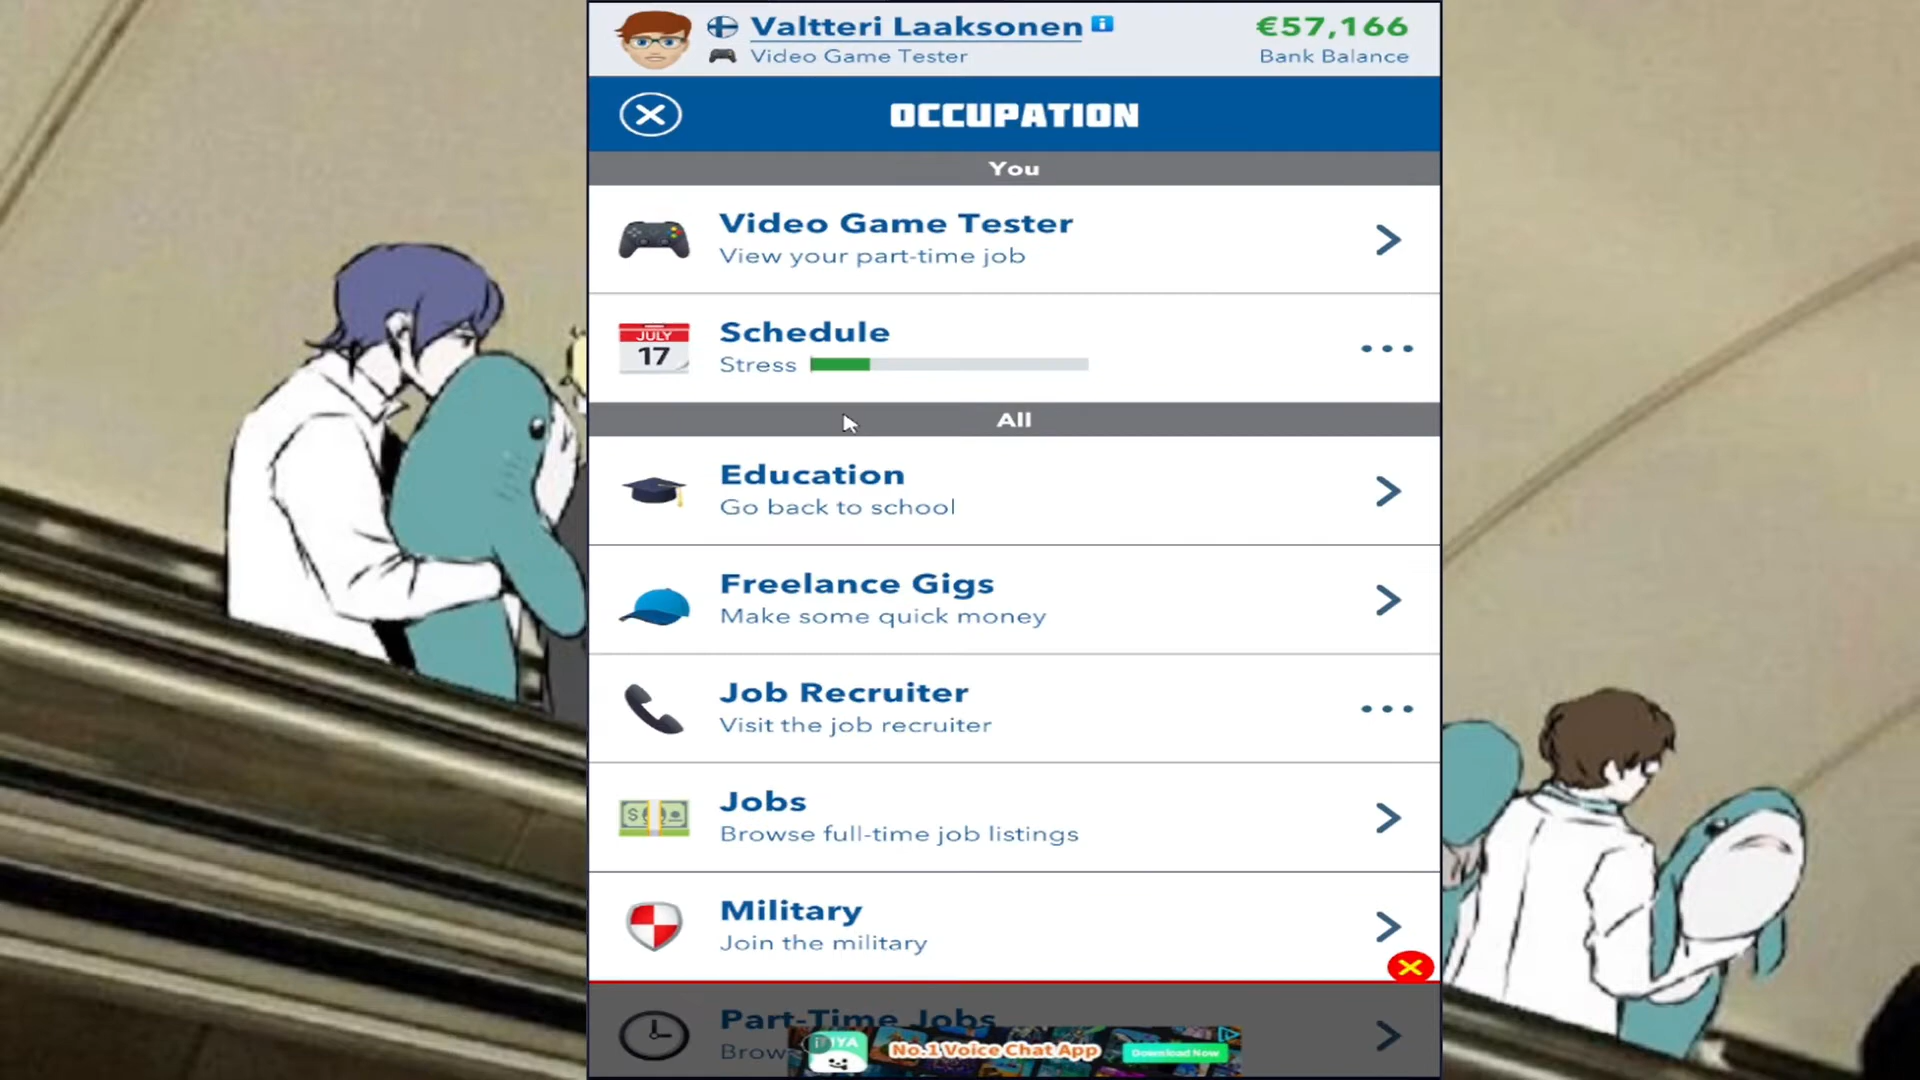 Valtteri Laaksonen
€57,166
Video Game Tester
Bank Balance
OCCUPATION
You
Video Game Tester
View your part-time job
JULY
17
Schedule
Stress
All
Education
Go back to school
Freelance Gigs
Make some quick money
Job Recruiter
Visit the job recruiter
Jobs
Browse full-time job listings
Military
Join the military
Part-Time Jobs
Brow
No.1 Voice Chat App
Download Now